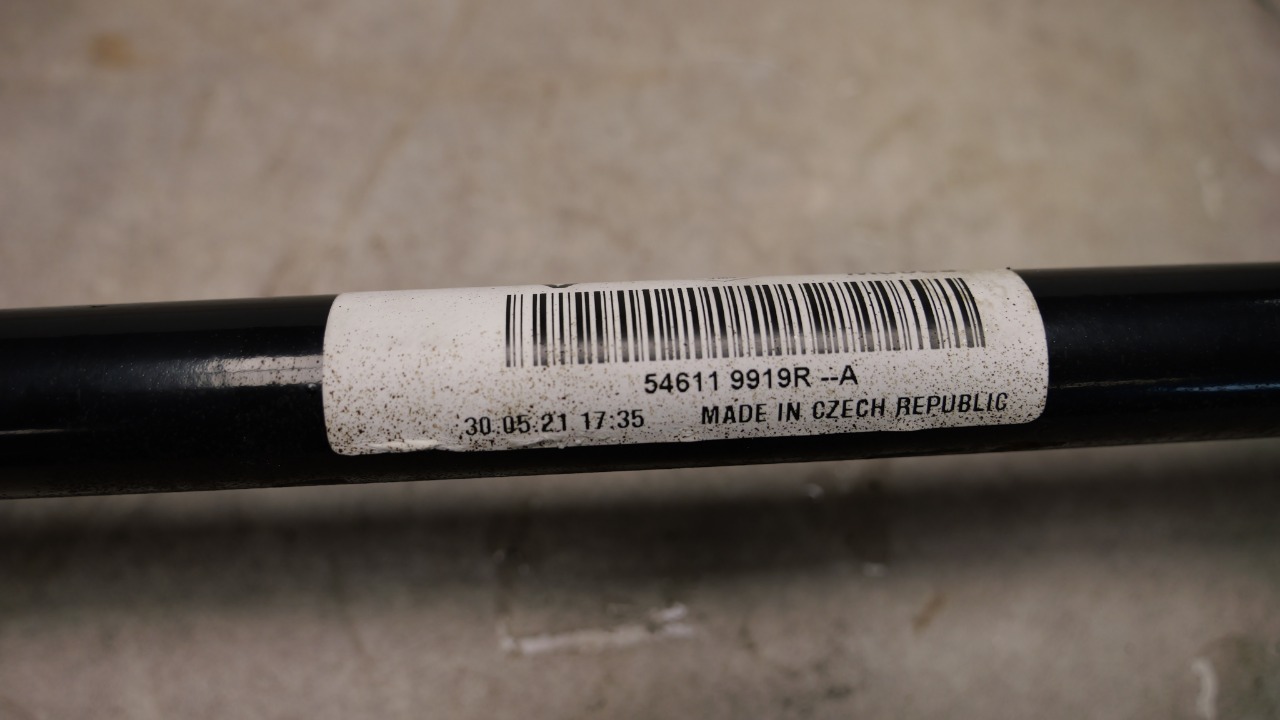 54611 9919R --A
30.05.21 17:35 MADE IN CZECH REPUBLIC